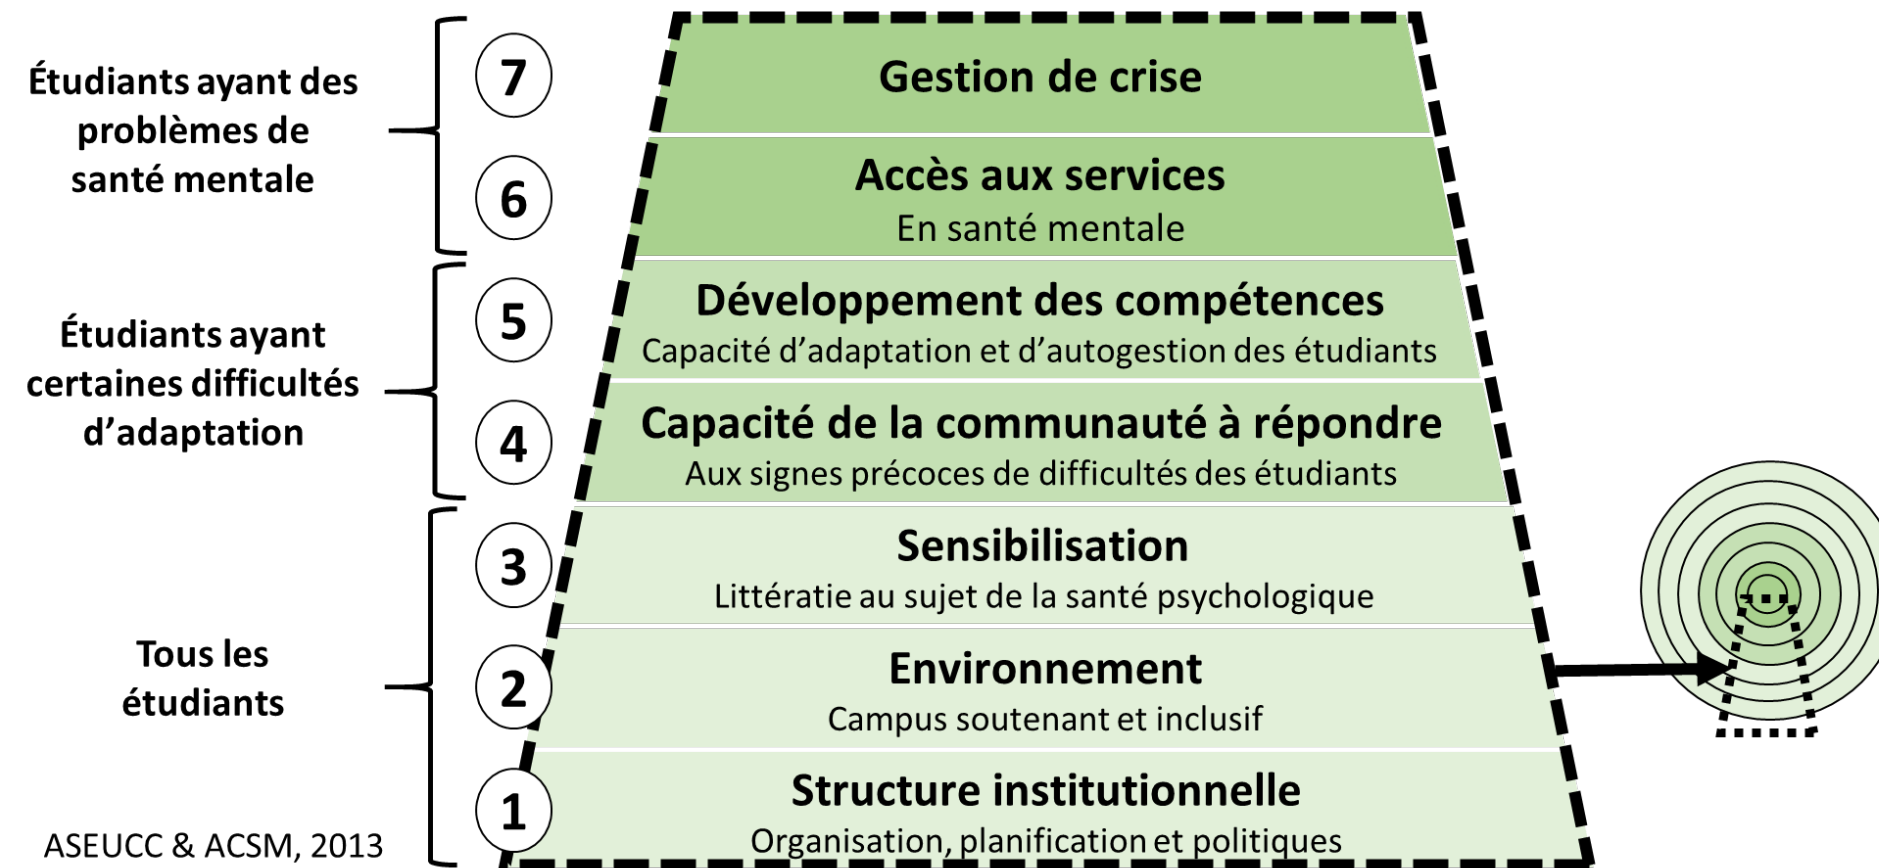 Étudiants ayant des
problèmes de
santé mentale
7
Gestion de crise
6
Accès aux services
En santé mentale
Étudiants ayant
certaines difficultés
d’adaptation
5
Développement des compétences
Capacité d’adaptation et d’autogestion des étudiants
4
Capacité de la communauté à répondre
Aux signes précoces de difficultés des étudiants
Tous les
étudiants
3
Sensibilisation
Littératie au sujet de la santé psychologique
2
Environnement
Campus soutenant et inclusif
1
Structure institutionnelle
Organisation, planification et politiques
ASEUCC & ACSM, 2013